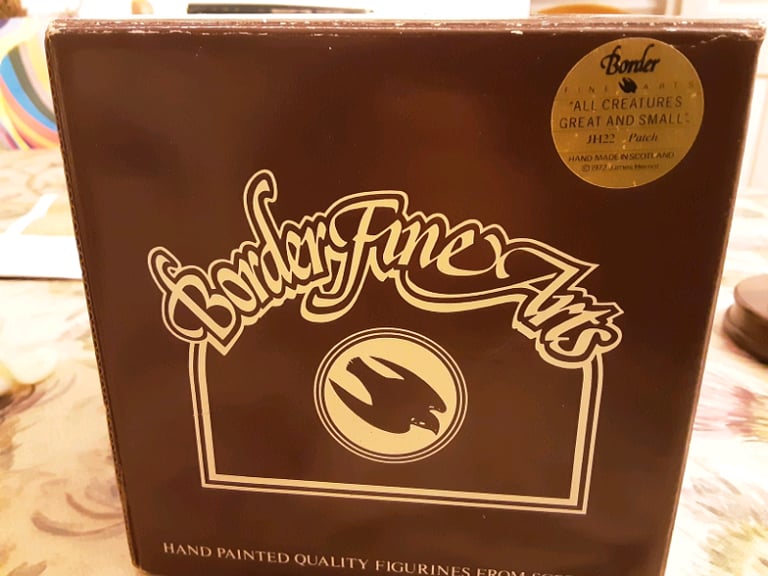 Border
FINE ARTS
"ALL CREATURES
GREAT AND SMALL"
JH22 Patch
HAND MADE IN SCOTLAND
© 1972 James Herriot
Border Fine Arts
HAND PAINTED QUALITY FIGURINES FROM